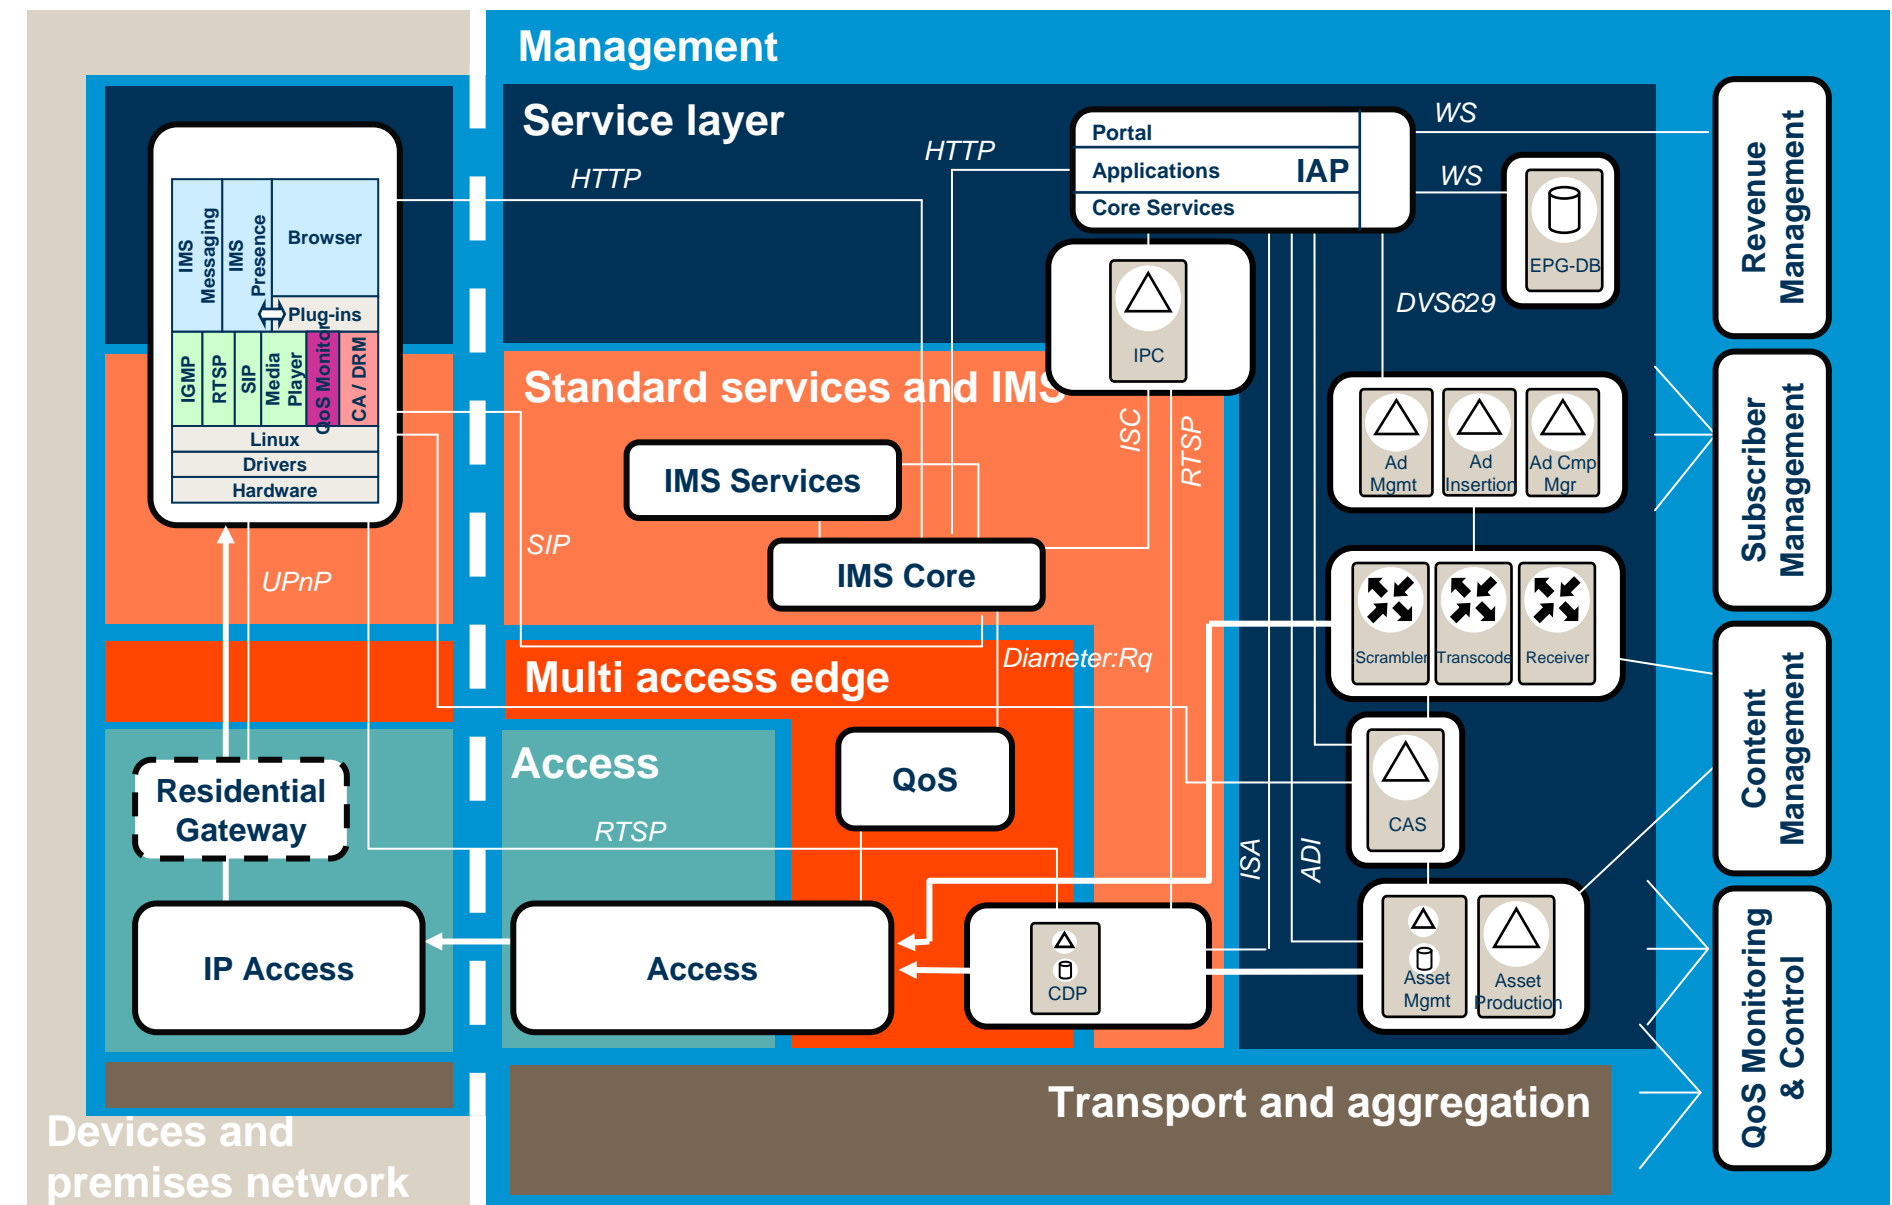 Management
Service layer
Portal
Applications
Core Services
IAP
WS
WS
HTTP
HTTP
EPG-DB
DVS629
IPC
IMS
Messaging
IMS
Presence
Browser
Plug-ins
IGMP
RTSP
SIP
Media
Player
QoS Monitor
CA / DRM
Linux
Drivers
Hardware
Standard services and IMS
ISC
RTSP
IMS Services
IMS Core
SIP
UPnP
Ad
Mgmt
Ad
Insertion
Ad Cmp
Mgr
Scrambler
Transcode
Receiver
Diameter:Rq
Multi access edge
Access
QoS
CAS
Residential
Gateway
RTSP
ISA
ADI
IP Access
Access
CDP
Asset
Mgmt
Asset
Production
Transport and aggregation
Devices and
premises network
Revenue
Management
Subscriber
Management
Content
Management
QoS Monitoring
& Control